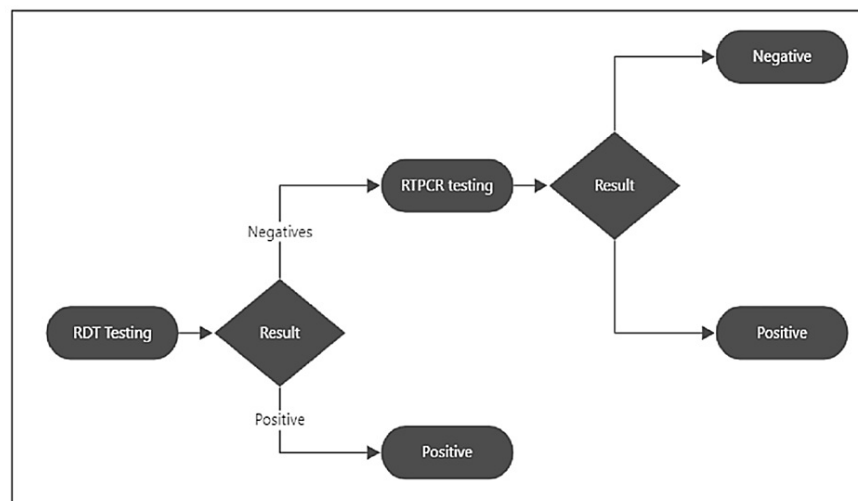 Negative
RTPCR testing
Result
Negatives
RDT Testing
Result
Positive
Positive
Positive